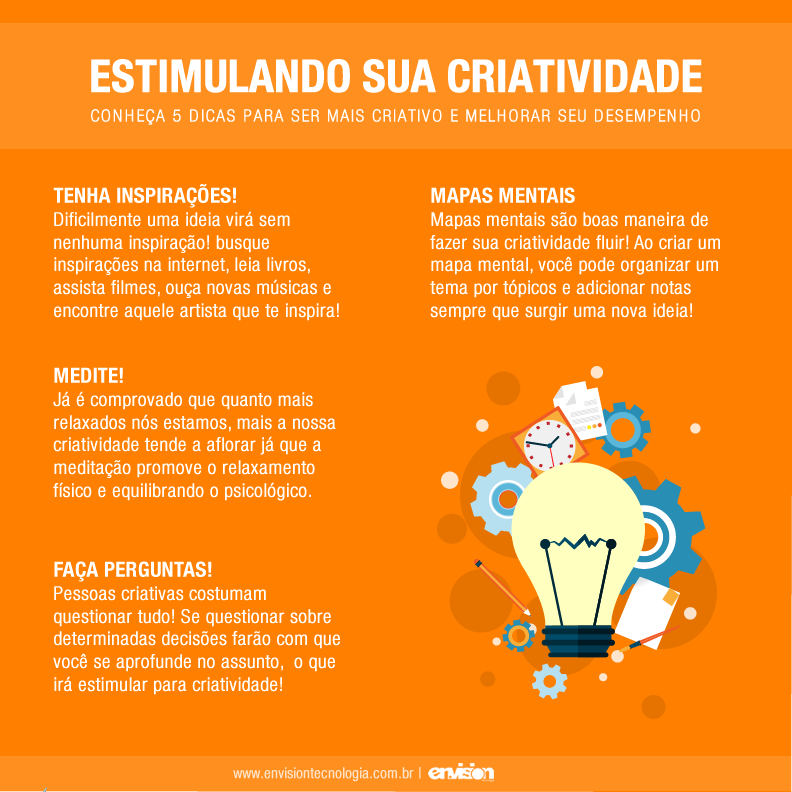 ESTIMULANDO SUA CRIATIVIDADE
CONHEÇA 5 DICAS PARA SER MAIS CRIATIVO E MELHORAR SEU DESEMPENHO
TENHA INSPIRAÇÕES!
Dificilmente uma ideia virá sem
nenhuma inspiração! busque
inspirações na internet, leia livros,
assista filmes, ouça novas músicas e
encontre aquele artista que te inspira!
MEDITE!
Já é comprovado que quanto mais
relaxados nós estamos, mais a nossa
criatividade tende a aflorar já que a
meditação promove o relaxamento
físico e equilibrando o psicológico.
FAÇA PERGUNTAS!
Pessoas criativas costumam
questionar tudo! Se questionar sobre
determinadas decisões farão com que
você se aprofunde no assunto,  o que
irá estimular para criatividade!
MAPAS MENTAIS
Mapas mentais são boas maneira de
fazer sua criatividade fluir! Ao criar um
mapa mental, você pode organizar um
tema por tópicos e adicionar notas
sempre que surgir uma nova ideia!
www.envisiontecnologia.com.br | envision